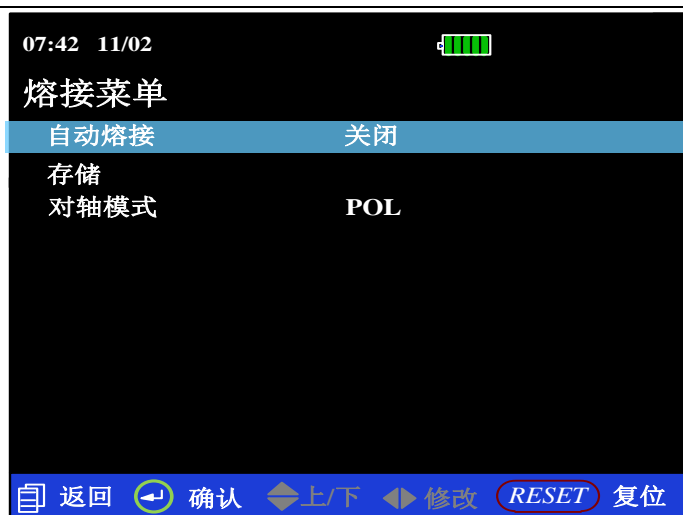 07:42 11/02
熔接菜单
自动熔接 关闭
存储
对轴模式 POL
返回 确认 上/下 修改 RESET 复位